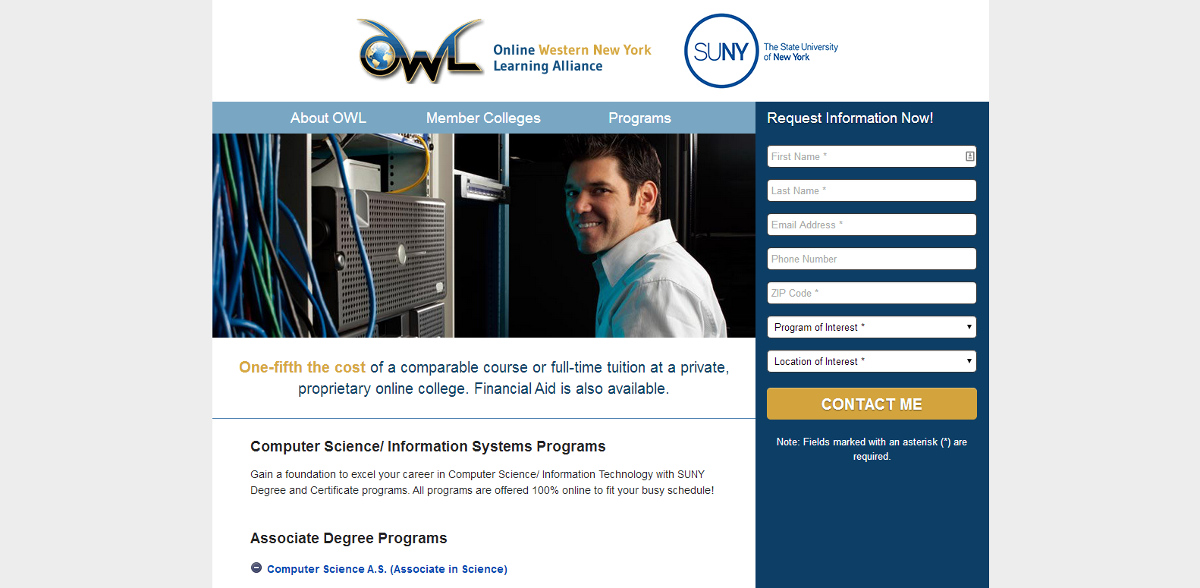 OWL
Online Western New York
Learning Alliance
SUNY
The State University
of New York
About OWL
Member Colleges
Programs
One-fifth the cost of a comparable course or full-time tuition at a private,
proprietary online college. Financial Aid is also available.
Computer Science/ Information Systems Programs
Gain a foundation to excel your career in Computer Science/ Information Technology with SUNY
Degree and Certificate programs. All programs are offered 100% online to fit your busy schedule!
Associate Degree Programs
Computer Science A.S. (Associate in Science)
Request Information Now!
First Name *
Last Name *
Email Address *
Phone Number
ZIP Code *
Program of Interest *
Location of Interest *
CONTACT ME
Note: Fields marked with an asterisk (*) are
required.